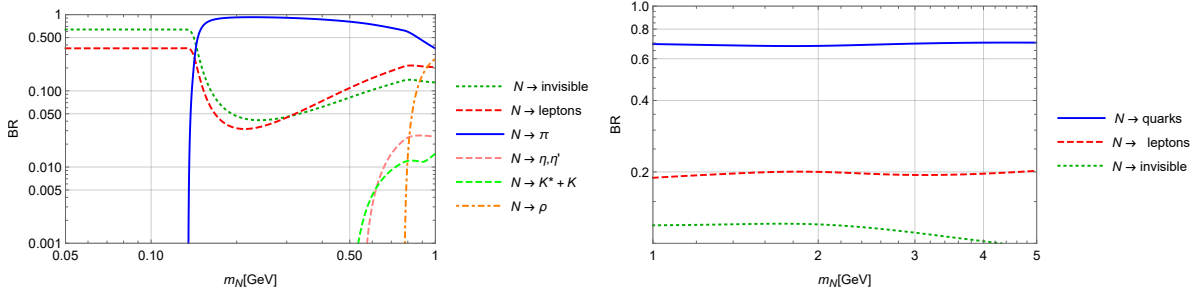 BR
1
0.500
0.100
0.050
0.010
0.005
0.001
0.05
0.10
0.50
1
m_N[GeV]
N → invisible
N → leptons
N → π
N → η,η'
N → K* + K
N → ρ
BR
1.0
0.8
0.6
0.4
0.2
1
2
3
4
5
m_N[GeV]
N → quarks
N → leptons
N → invisible